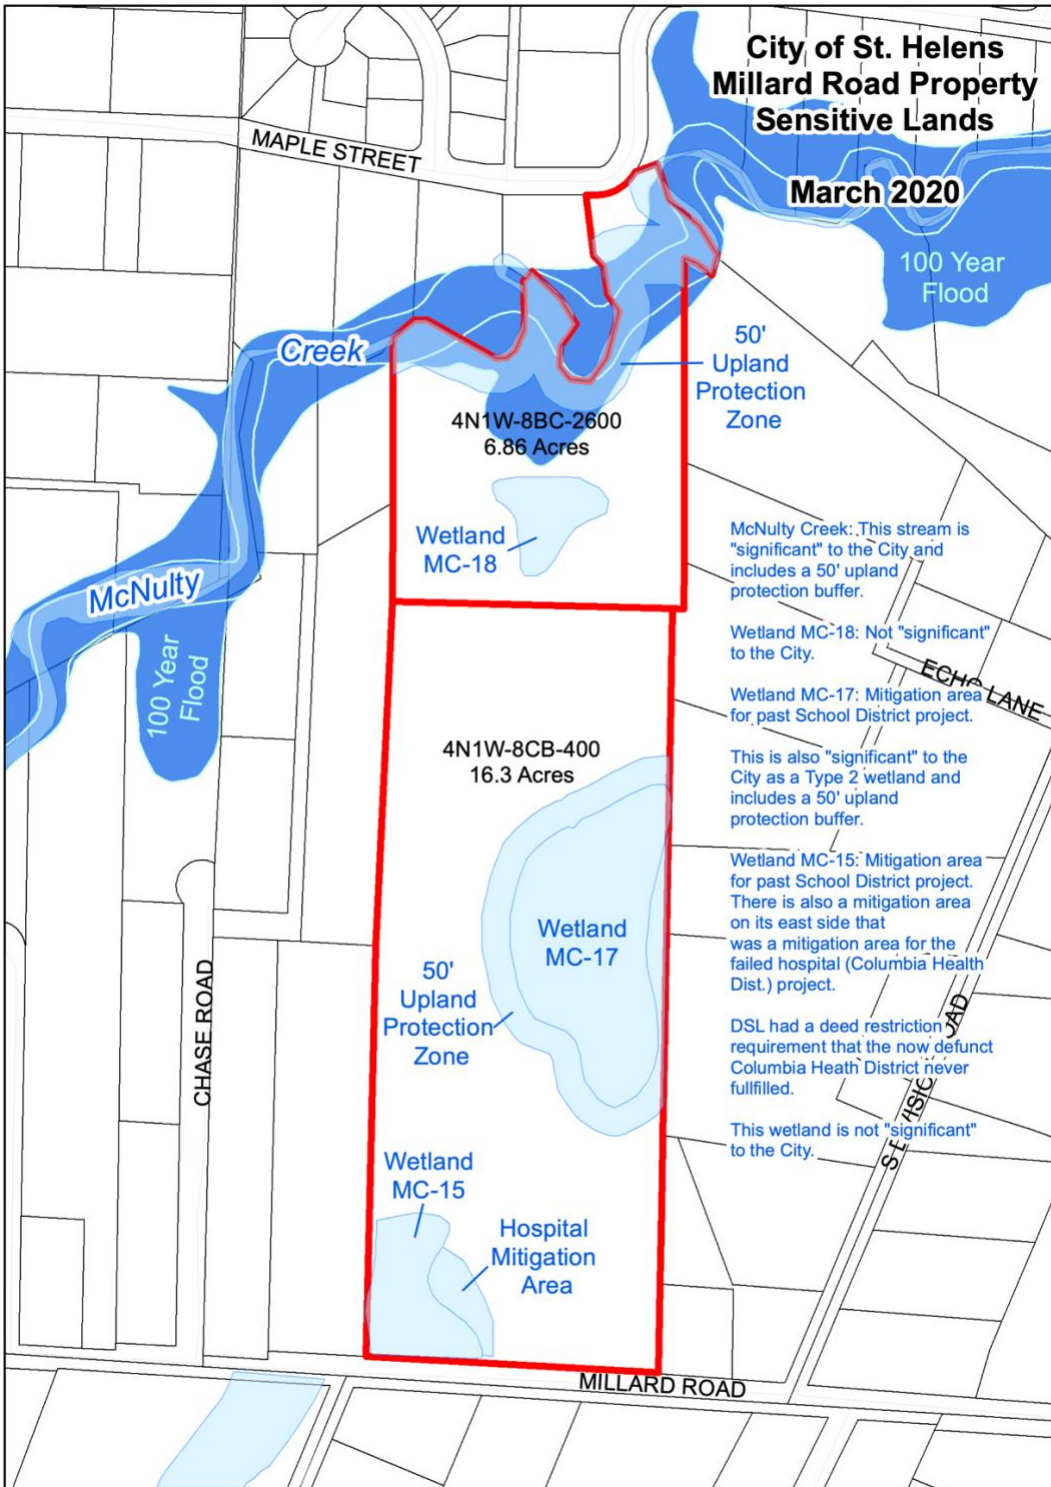 City of St. Helens
Millard Road Property
Sensitive Lands
March 2020
MAPLE STREET
100 Year
Flood
Creek
50'
Upland
Protection
Zone
4N1W-8BC-2600
6.86 Acres
Wetland
MC-18
McNulty
100 Year
Flood
McNulty Creek: This stream is
"significant" to the City and
includes a 50' upland
protection buffer.
Wetland MC-18: Not "significant"
to the City.
ECHO LANE
Wetland MC-17: Mitigation area
for past School District project.
4N1W-8CB-400
16.3 Acres
This is also "significant" to the
City as a Type 2 wetland and
includes a 50' upland
protection buffer.
Wetland MC-15: Mitigation area
for past School District project.
There is also a mitigation area
on its east side that
was a mitigation area for the
failed hospital (Columbia Health
Dist.) project.
Wetland
MC-17
50'
Upland
Protection
Zone
CHASE ROAD
DSL had a deed restriction
requirement that the now defunct
Columbia Heath District never
fullfilled.
This wetland is not "significant"
to the City.
Wetland
MC-15
Hospital
Mitigation
Area
MILLARD ROAD